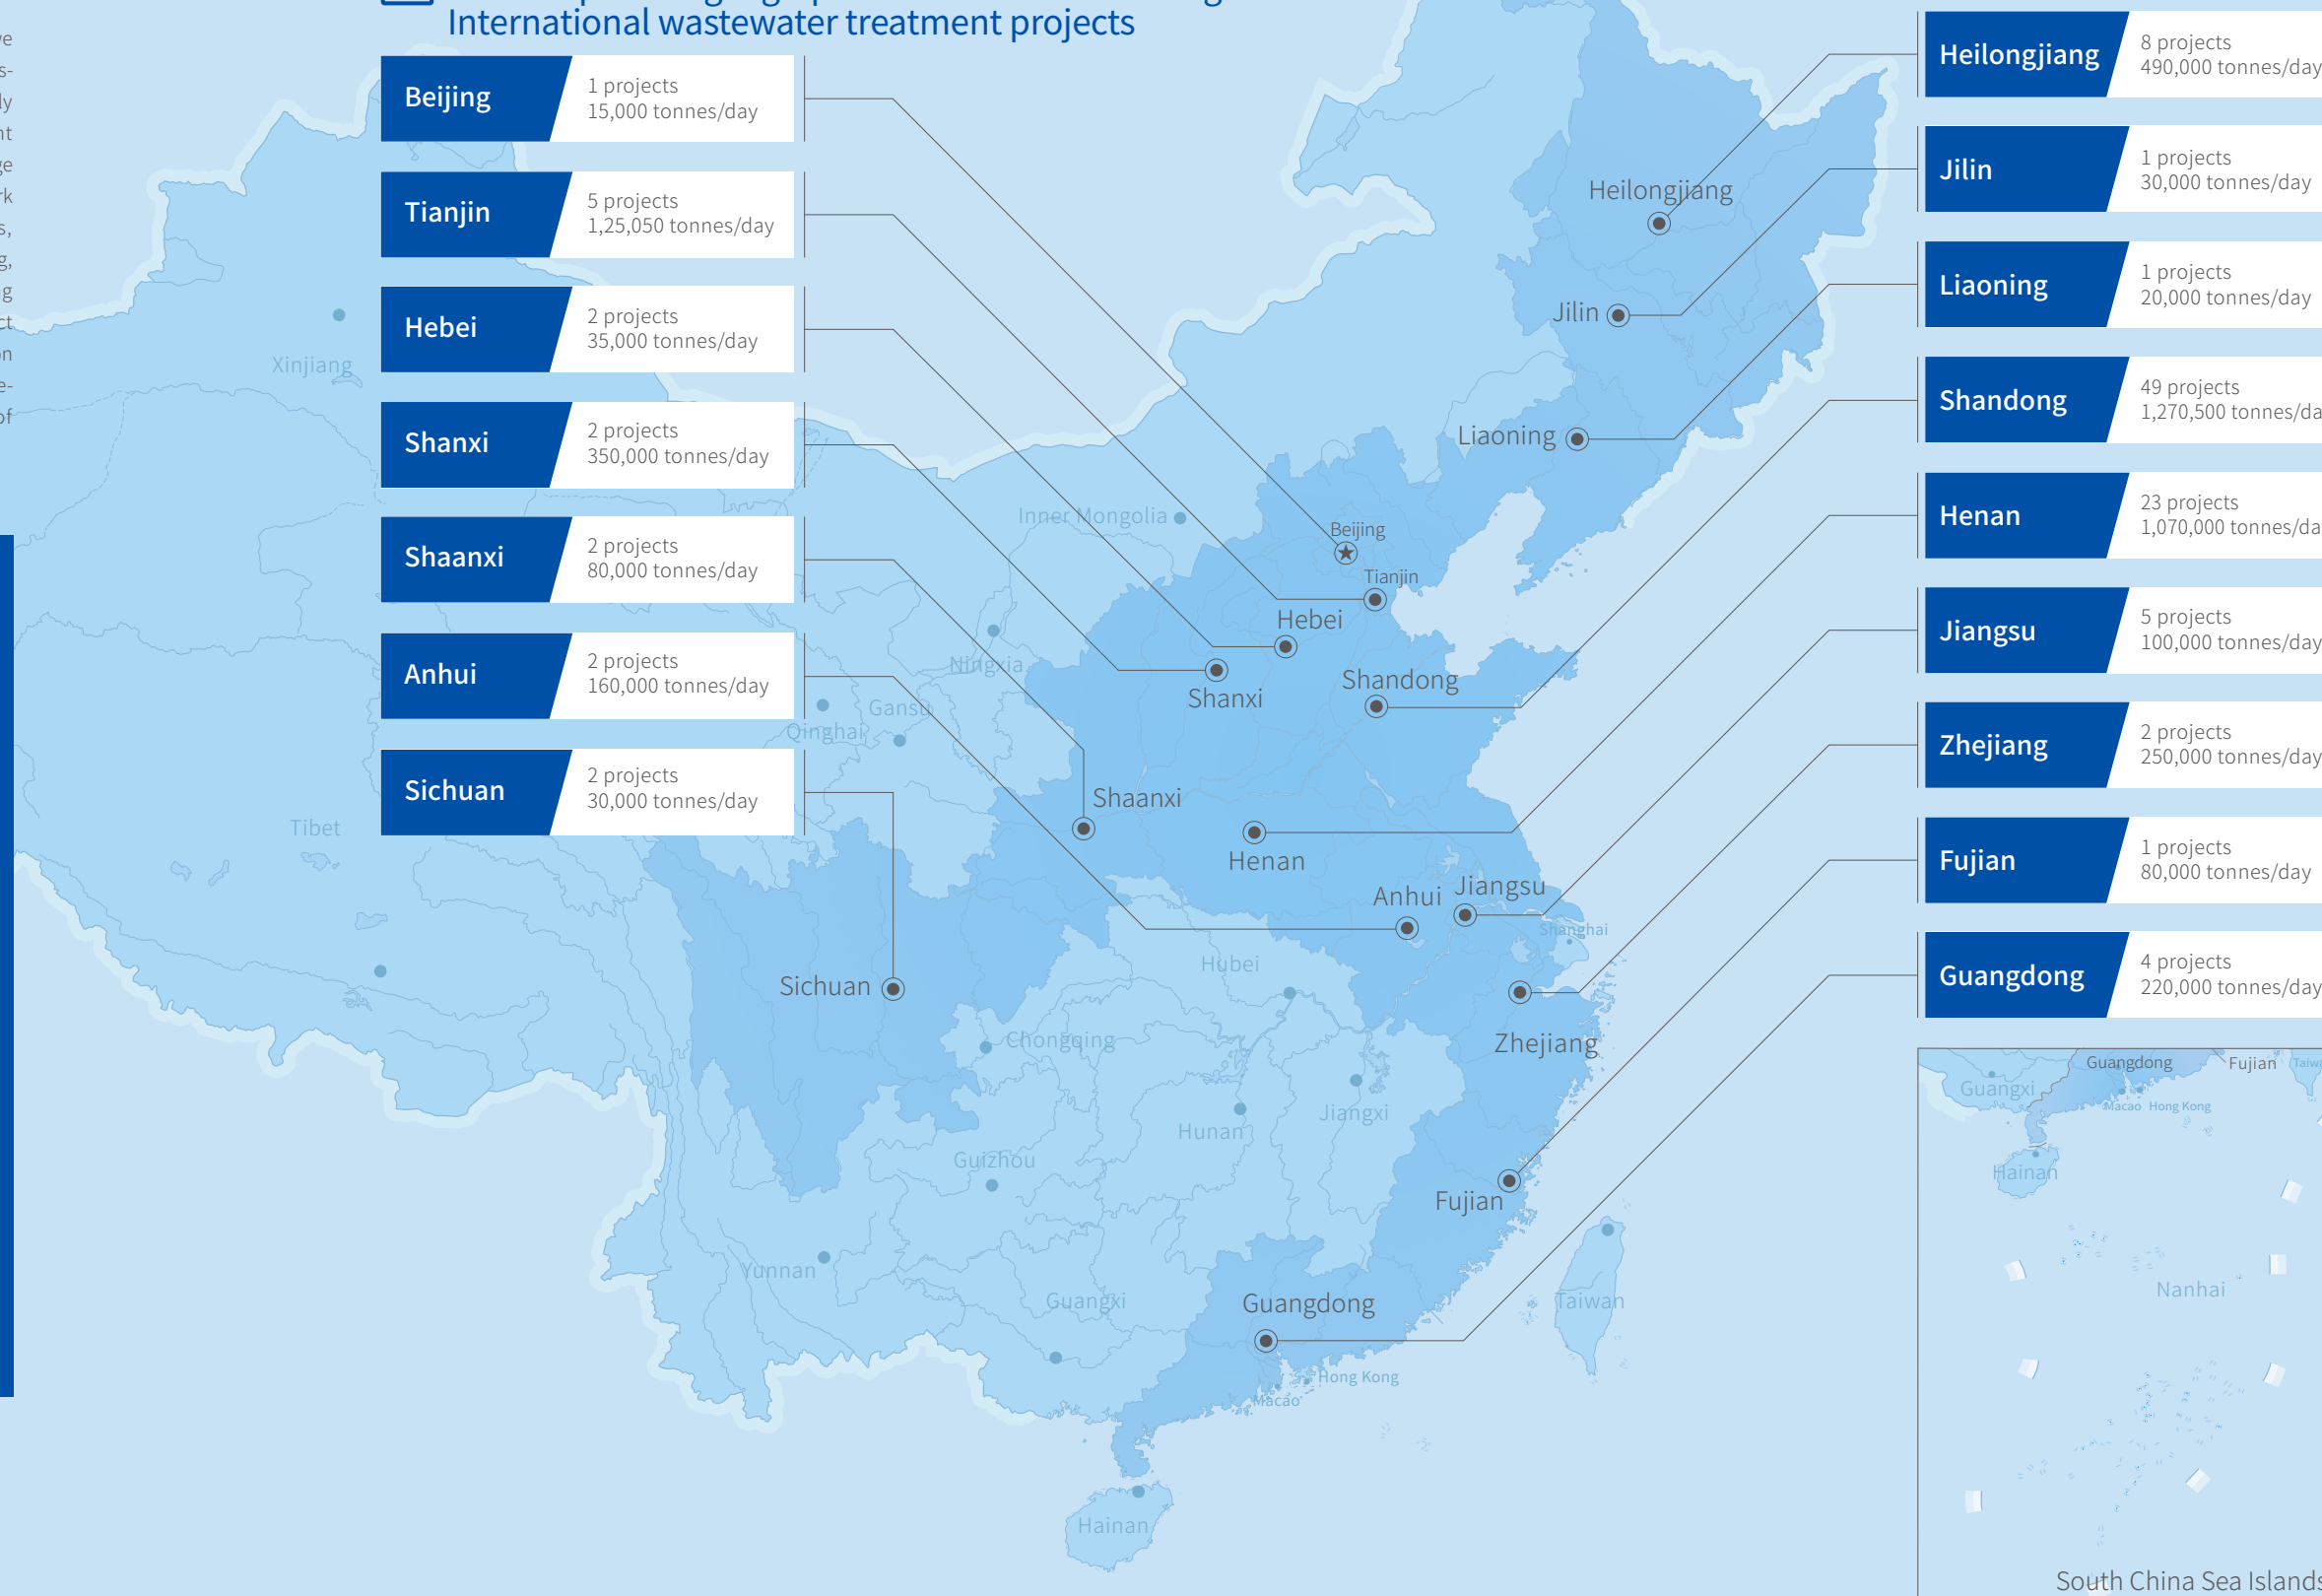 International wastewater treatment projects
Beijing
1 projects
15,000 tonnes/day
Tianjin
5 projects
1,25,050 tonnes/day
Hebei
2 projects
35,000 tonnes/day
Shanxi
2 projects
350,000 tonnes/day
Shaanxi
2 projects
80,000 tonnes/day
Anhui
2 projects
160,000 tonnes/day
Sichuan
2 projects
30,000 tonnes/day
Heilongjiang
8 projects
490,000 tonnes/day
Jilin
1 projects
30,000 tonnes/day
Liaoning
1 projects
20,000 tonnes/day
Shandong
49 projects
1,270,500 tonnes/da
Henan
23 projects
1,070,000 tonnes/da
Jiangsu
5 projects
100,000 tonnes/day
Zhejiang
2 projects
250,000 tonnes/day
Fujian
1 projects
80,000 tonnes/day
Guangdong
4 projects
220,000 tonnes/day
Heilongjiang
Jilin
Liaoning
Xinjiang
Inner Mongolia
Beijing
Tianjin
Hebei
Ningxia
Shanxi
Shandong
Gansu
Qinghai
Shaanxi
Tibet
Henan
Anhui
Jiangsu
Shanghai
Hubei
Sichuan
Chongqing
Zhejiang
Jiangxi
Hunan
Guizhou
Fujian
Yunnan
Guangxi
Guangdong
Taiwan
Hong Kong
Macao
Hainan
Guangdong
Fujian
Guangxi
Macao
Hong Kong
Hainan
Nanhai
South China Sea Islands